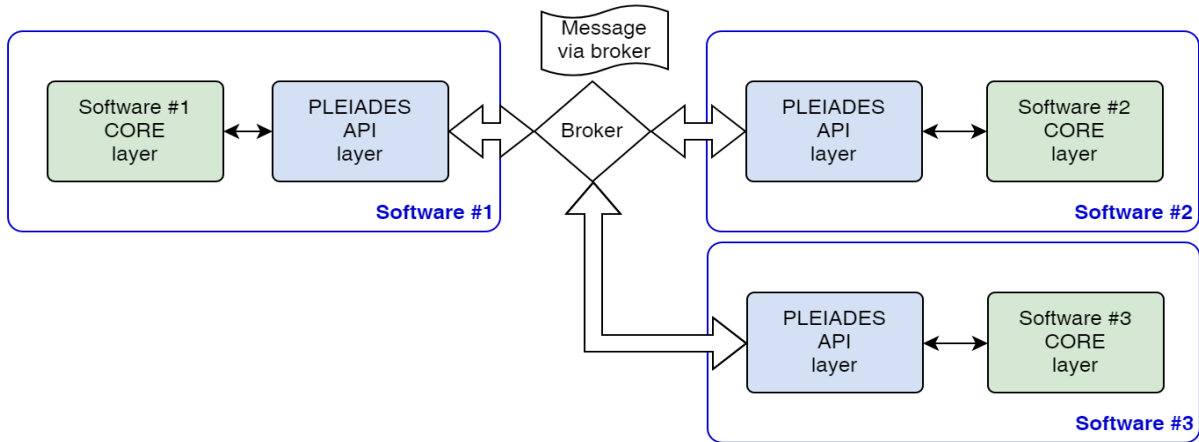 Message
via broker
Software #1
CORE
layer
PLEIADES
API
layer
Broker
PLEIADES
API
layer
Software #2
CORE
layer
Software #1
Software #2
PLEIADES
API
layer
Software #3
CORE
layer
Software #3